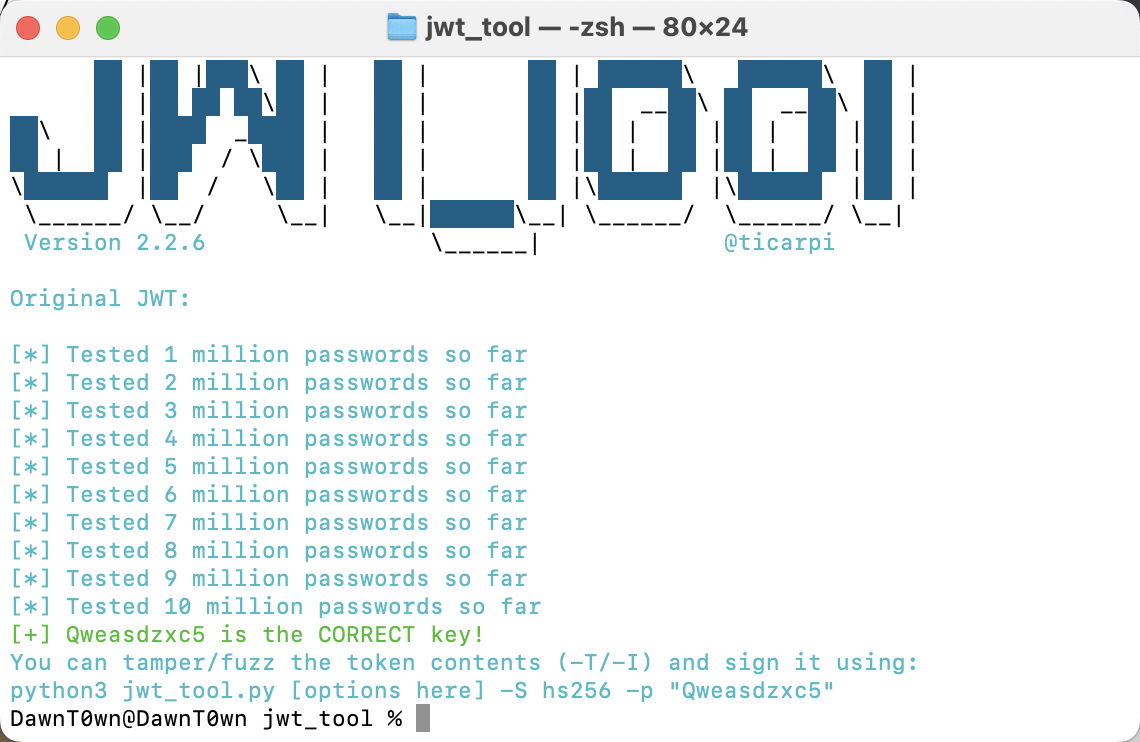 jwt_tool — -zsh — 80×24
Version 2.2.6 @ticarpi
Original JWT:
[*] Tested 1 million passwords so far
[*] Tested 2 million passwords so far
[*] Tested 3 million passwords so far
[*] Tested 4 million passwords so far
[*] Tested 5 million passwords so far
[*] Tested 6 million passwords so far
[*] Tested 7 million passwords so far
[*] Tested 8 million passwords so far
[*] Tested 9 million passwords so far
[*] Tested 10 million passwords so far
[+] Qweasdzxc5 is the CORRECT key!
You can tamper/fuzz the token contents (-T/-I) and sign it using:
python3 jwt_tool.py [options here] -S hs256 -p "Qweasdzxc5"
DawnT0wn@DawnT0wn jwt_tool %